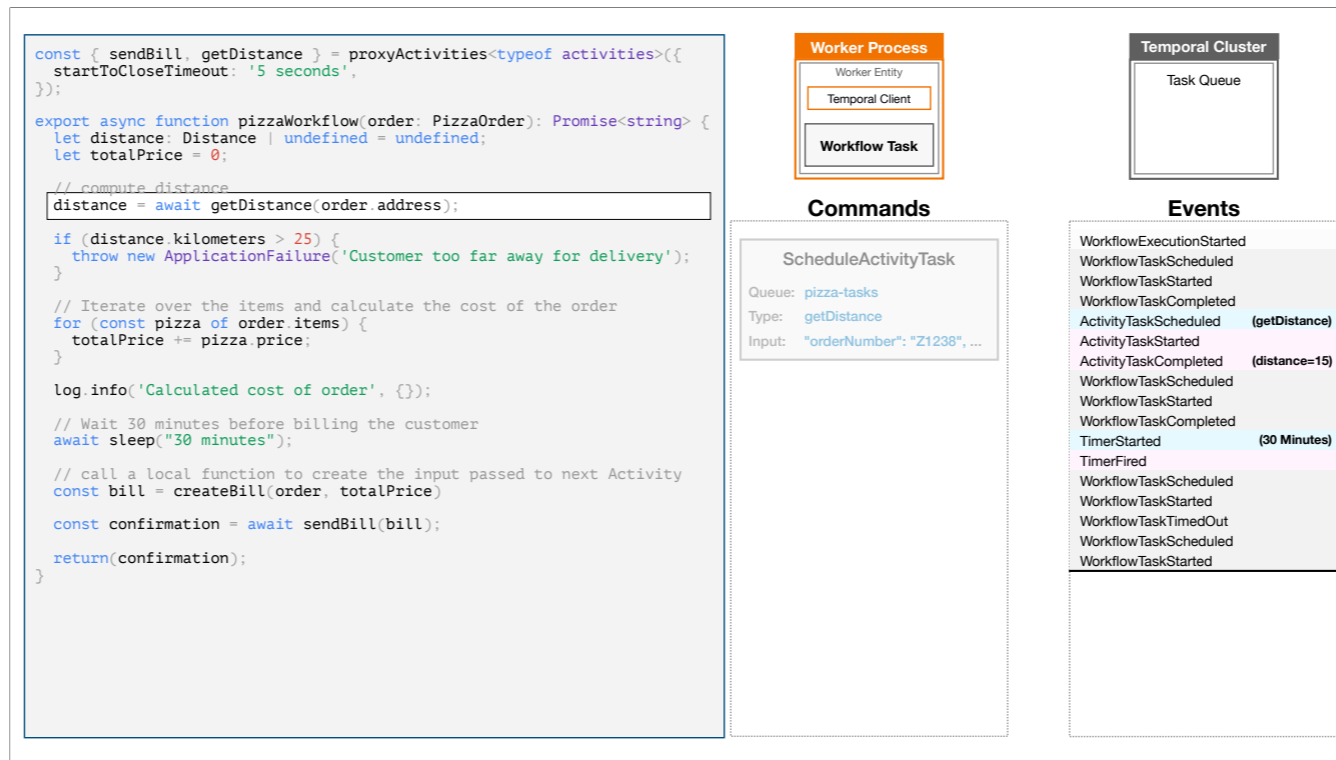 const { sendBill, getDistance } = proxyActivities<typeof activities>({
  startToCloseTimeout: '5 seconds',
});
export async function pizzaWorkflow(order: PizzaOrder): Promise<string> {
  let distance: Distance | undefined = undefined;
  let totalPrice = 0;
  // compute distance
  distance = await getDistance(order.address);
  if (distance.kilometers > 25) {
    throw new ApplicationFailure('Customer too far away for delivery');
  }
  // Iterate over the items and calculate the cost of the order
  for (const pizza of order.items) {
    totalPrice += pizza.price;
  }
  log.info('Calculated cost of order', {});
  // Wait 30 minutes before billing the customer
  await sleep("30 minutes");
  // call a local function to create the input passed to next Activity
  const bill = createBill(order, totalPrice)
  const confirmation = await sendBill(bill);
  return(confirmation);
}
Worker Process
Worker Entity
Temporal Client
Workflow Task
Commands
ScheduleActivityTask
Queue: pizza-tasks
Type: getDistance
Input: "orderNumber": "Z1238", ...
Temporal Cluster
Task Queue
Events
WorkflowExecutionStarted
WorkflowTaskScheduled
WorkflowTaskStarted
WorkflowTaskCompleted
ActivityTaskScheduled (getDistance)
ActivityTaskStarted
ActivityTaskCompleted (distance=15)
WorkflowTaskScheduled
WorkflowTaskStarted
WorkflowTaskCompleted
TimerStarted (30 Minutes)
TimerFired
WorkflowTaskScheduled
WorkflowTaskStarted
WorkflowTaskTimedOut
WorkflowTaskScheduled
WorkflowTaskStarted